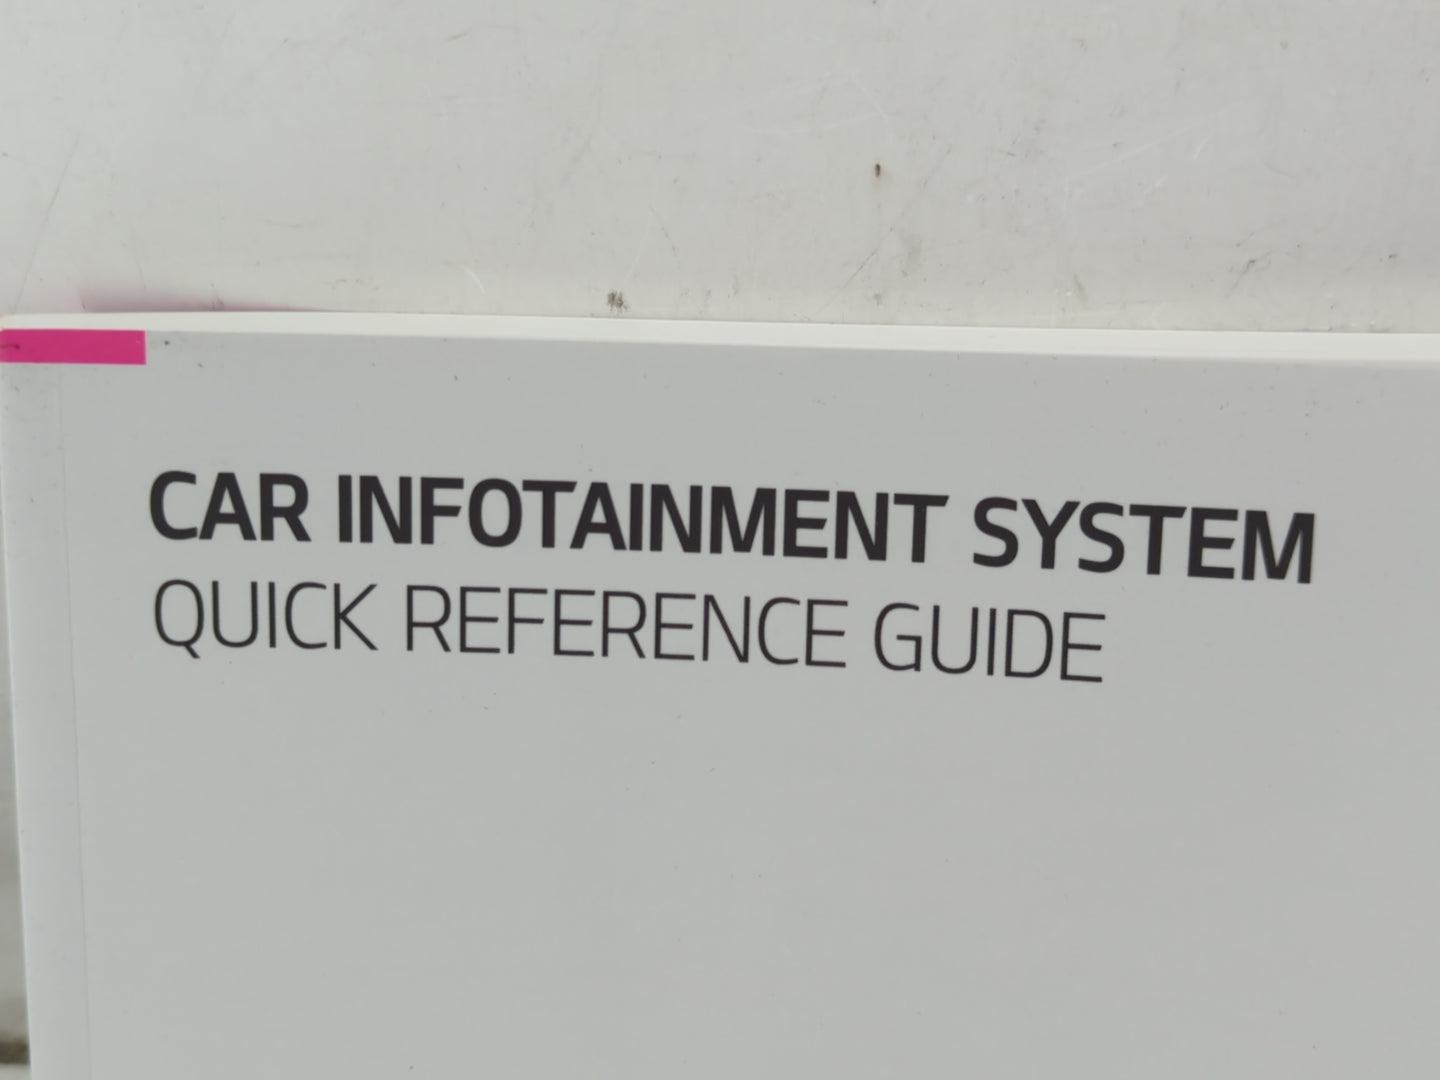 CAR INFOTAINMENT SYSTEM
QUICK REFERENCE GUIDE